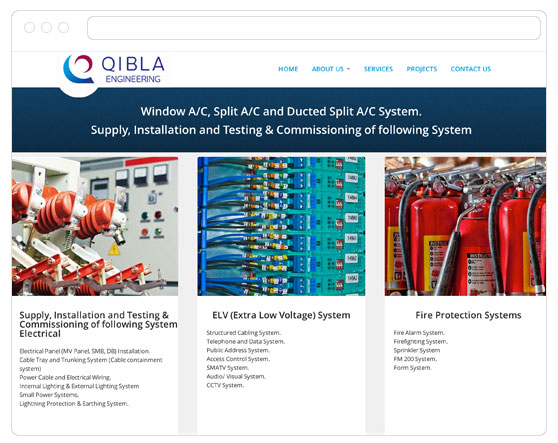 QIBLA
ENGINEERING
HOME ABOUT US SERVICES PROJECTS CONTACT US
Window A/C, Split A/C and Ducted Split A/C System.
Supply, Installation and Testing & Commissioning of following System
Supply, Installation and Testing &
Commissioning of following System
Electrical
Electrical Panel (MV Panel, SMB, DB) Installation.
Cable Tray and Trunking System (Cable containment
system)
Power Cable and Electrical Wiring.
Internal Lighting & External Lighting System
Small Power Systems.
Lightning Protection & Earthing System.
ELV (Extra Low Voltage) System
Structured Cabling System.
Telephone and Data System.
Public Address System.
Access Control System.
SMATV System.
Audio/ Visual System.
CCTV System.
Fire Protection Systems
Fire Alarm System.
Firefighting System.
Sprinkler System
FM 200 System.
Form System.